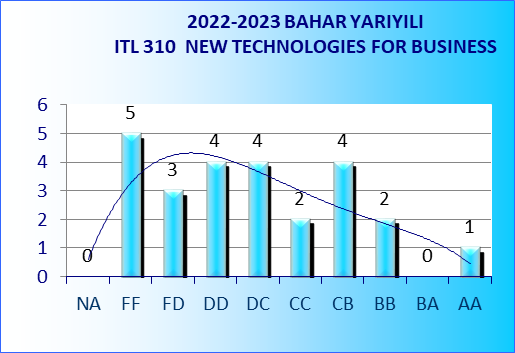 2022-2023 BAHAR YARIYILI
ITL 310 NEW TECHNOLOGIES FOR BUSINESS
6
5
4
3
2
1
0
0 5 3 4 4 2 4 2 0 1
NA FF FD DD DC CC CB BB BA AA